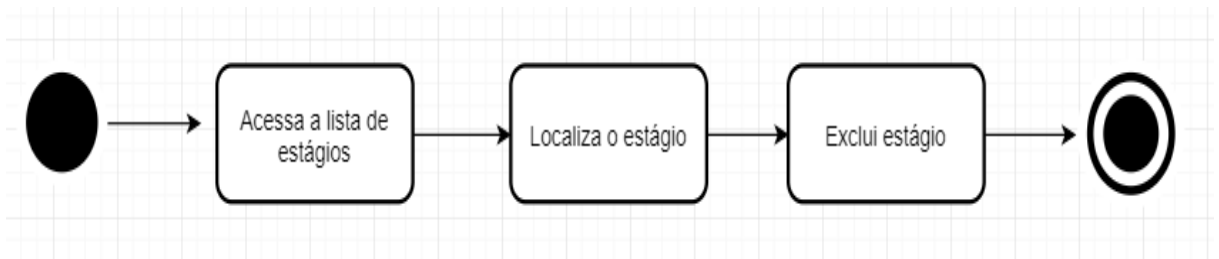 Acessa a lista de
estágios
Localiza o estágio
Exclui estágio